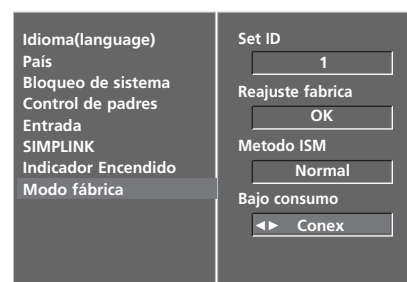 Idioma(language)
País
Bloqueo de sistema
Control de padres
Entrada
SIMPLINK
Indicador Encendido
Modo fábrica
Set ID
1
Reajuste fabrica
OK
Metodo ISM
Normal
Bajo consumo
◄► Conex